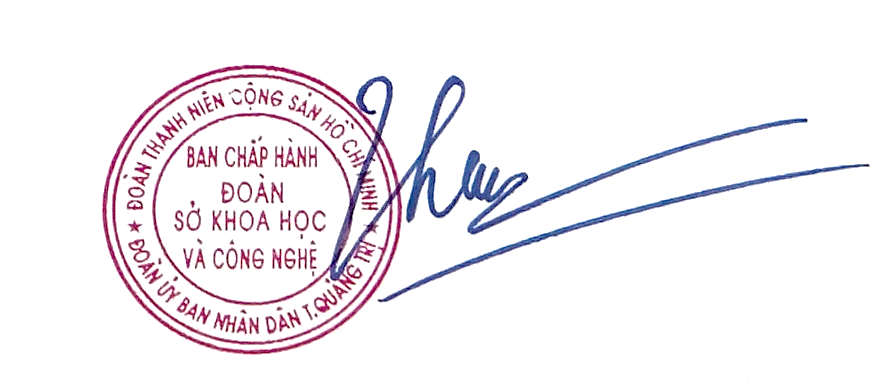 ĐOÀN THANH NIÊN CỘNG SẢN HỒ CHÍ MINH
BAN CHẤP HÀNH
ĐOÀN
SỞ KHOA HỌC
VÀ CÔNG NGHỆ
★ ĐOÀN ỦY BAN NHÂN DÂN T.QUẢNG TRỊ ★